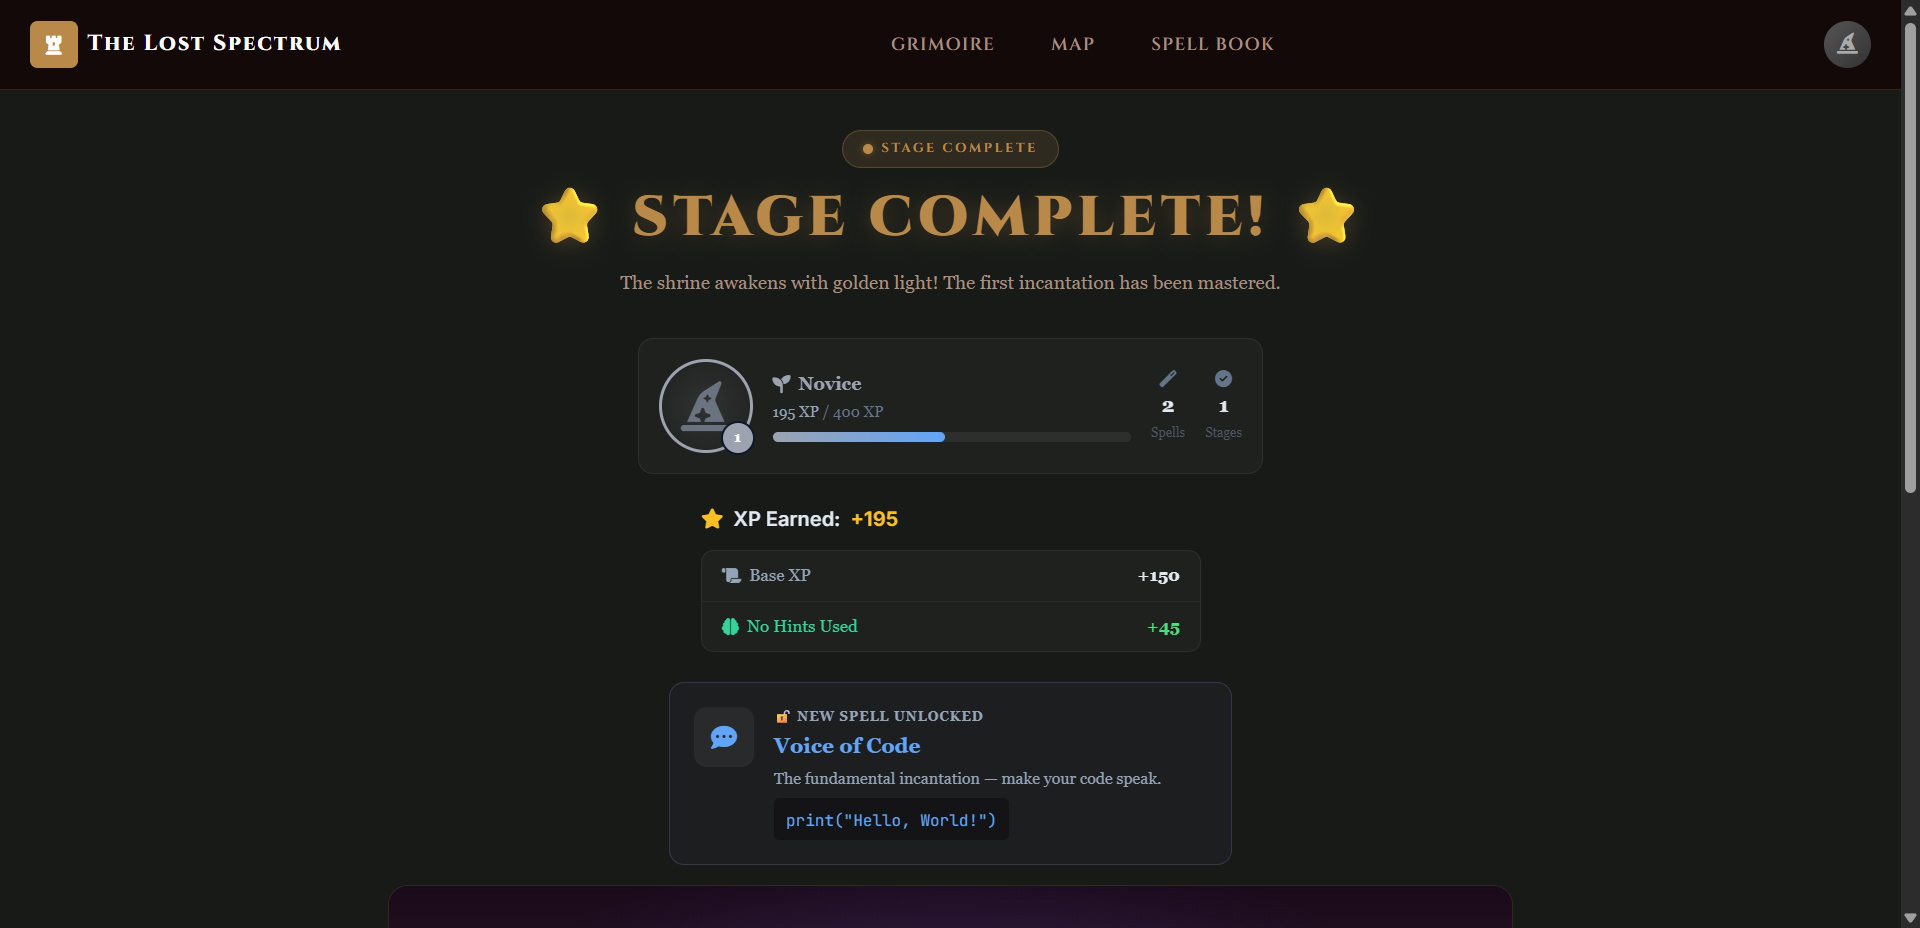 The Lost Spectrum
GRIMOIRE
MAP
SPELL BOOK
STAGE COMPLETE
STAGE COMPLETE!
The shrine awakens with golden light! The first incantation has been mastered.
1
Novice
195 XP / 400 XP
2
Spells
1
Stages
XP Earned: +195
Base XP +150
No Hints Used +45
NEW SPELL UNLOCKED
Voice of Code
The fundamental incantation — make your code speak.
print("Hello, World!")